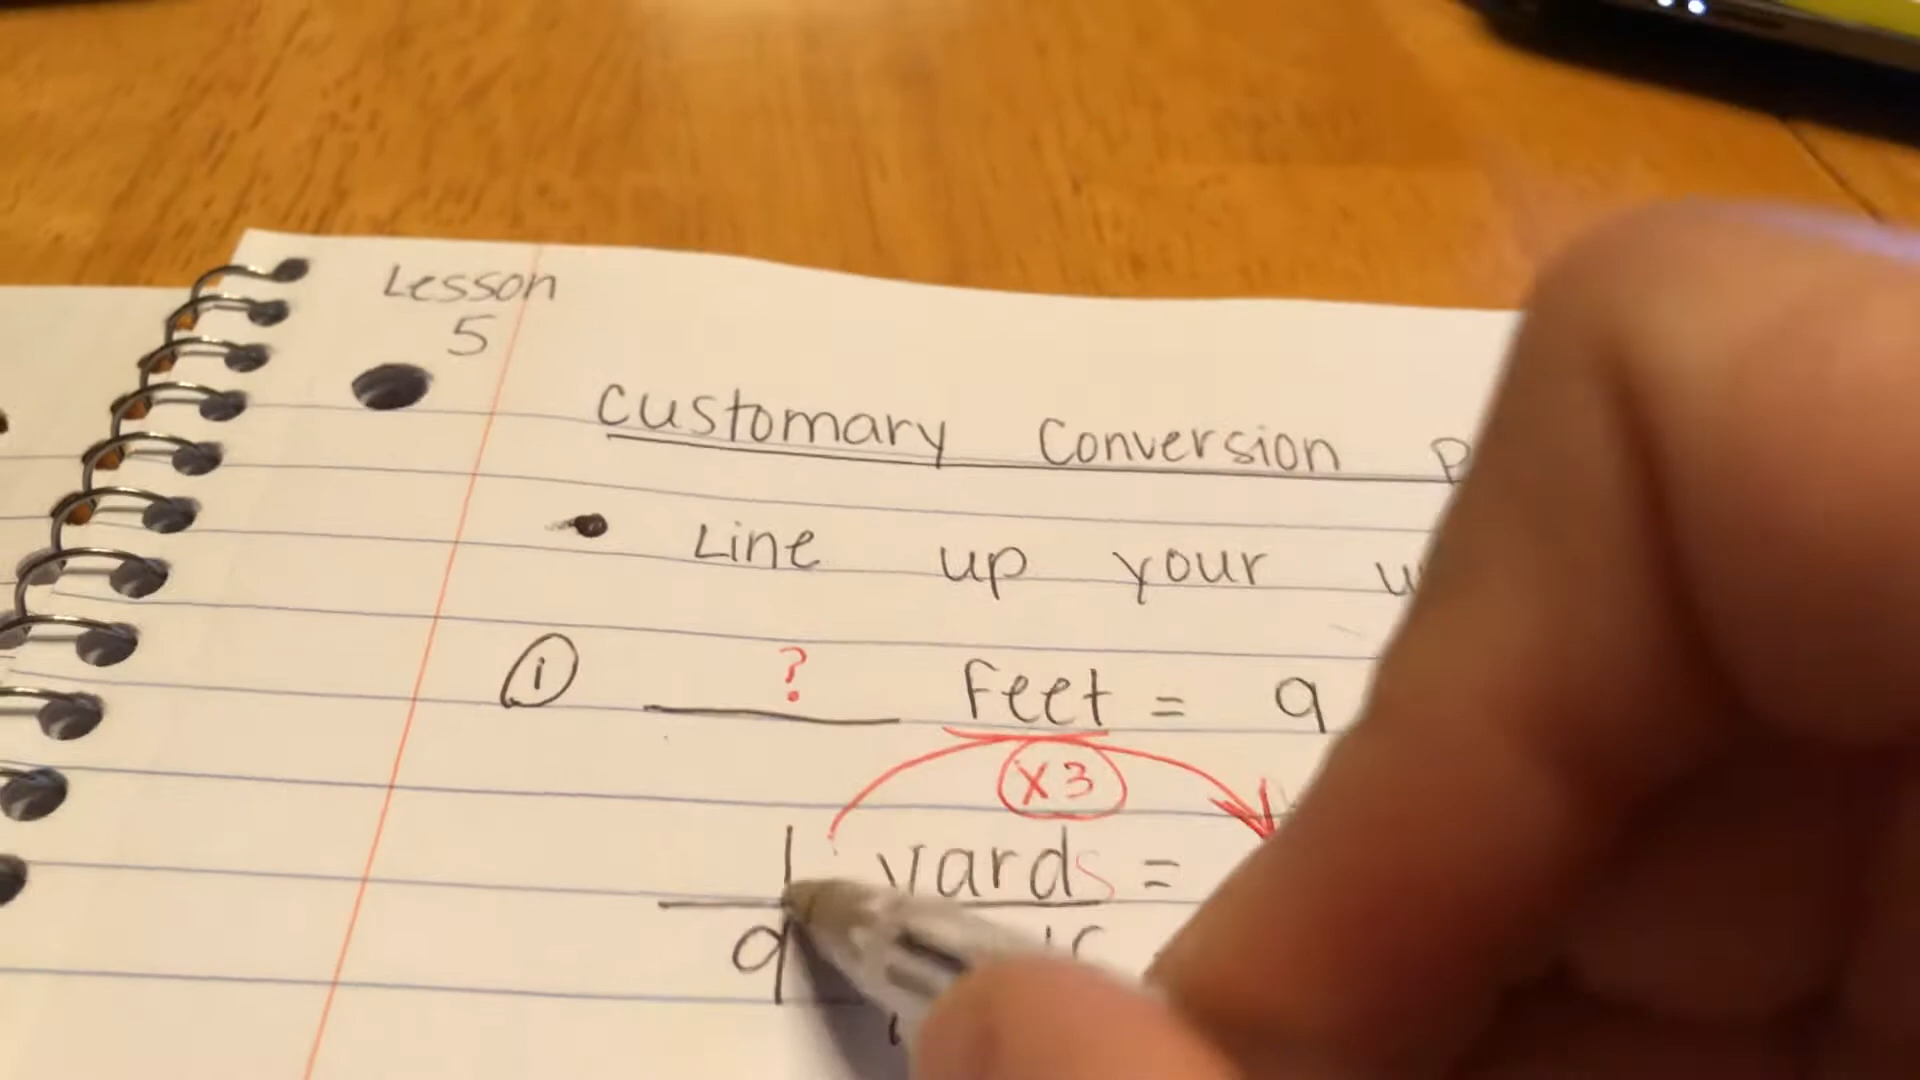 Lesson
5
Customary Conversion P
• Line up your
① ? Feet = 9
x3
1 yards =
9